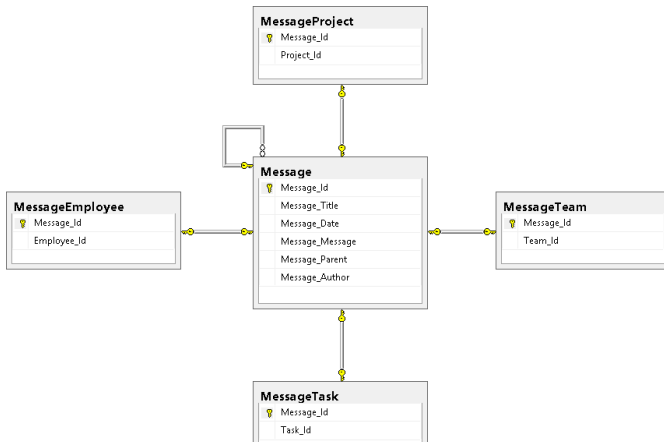 MessageProject
Message_Id
Project_Id
Message
Message_Id
Message_Title
Message_Date
Message_Message
Message_Parent
Message_Author
MessageEmployee
Message_Id
Employee_Id
MessageTeam
Message_Id
Team_Id
MessageTask
Message_Id
Task_Id